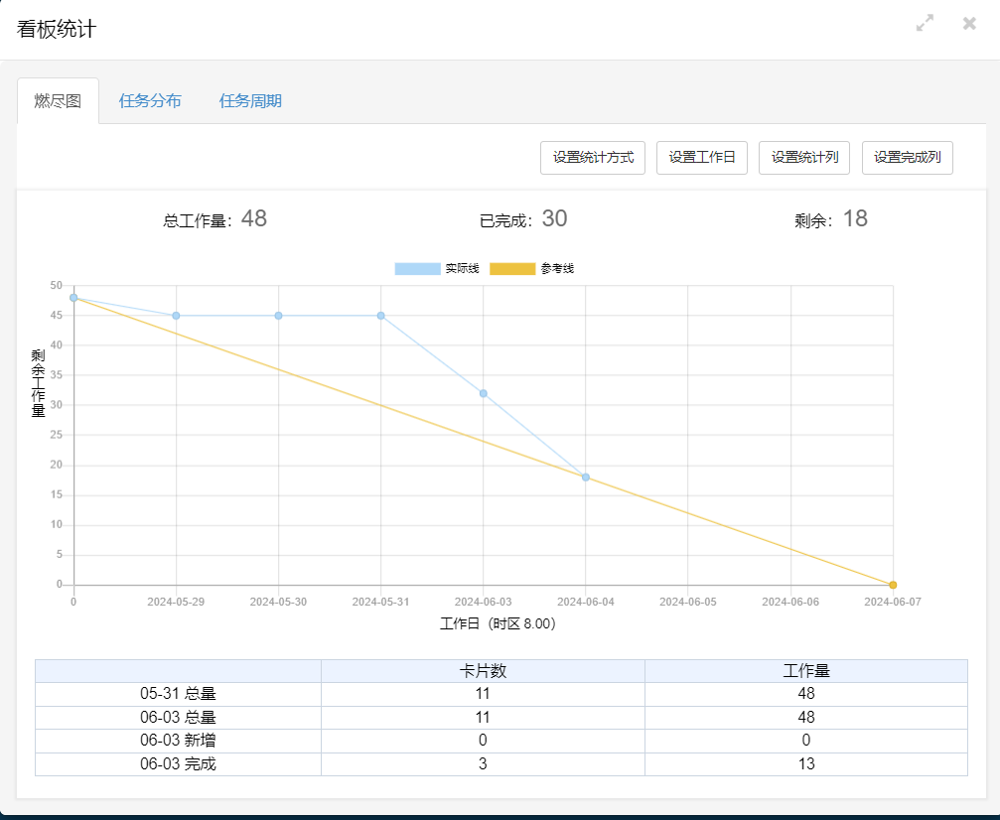 看板统计
燃尽图 任务分布 任务周期
设置统计方式 设置工作日 设置统计列 设置完成列
总工作量：48 已完成：30 剩余：18
实际线 参考线
50
45
40
35
30
25
20
15
10
5
0
剩余工作量
0 2024-05-29 2024-05-30 2024-05-31 2024-06-03 2024-06-04 2024-06-05 2024-06-06 2024-06-07
工作日（时区 8.00）
卡片数 工作量
05-31 总量 11 48
06-03 总量 11 48
06-03 新增 0 0
06-03 完成 3 13